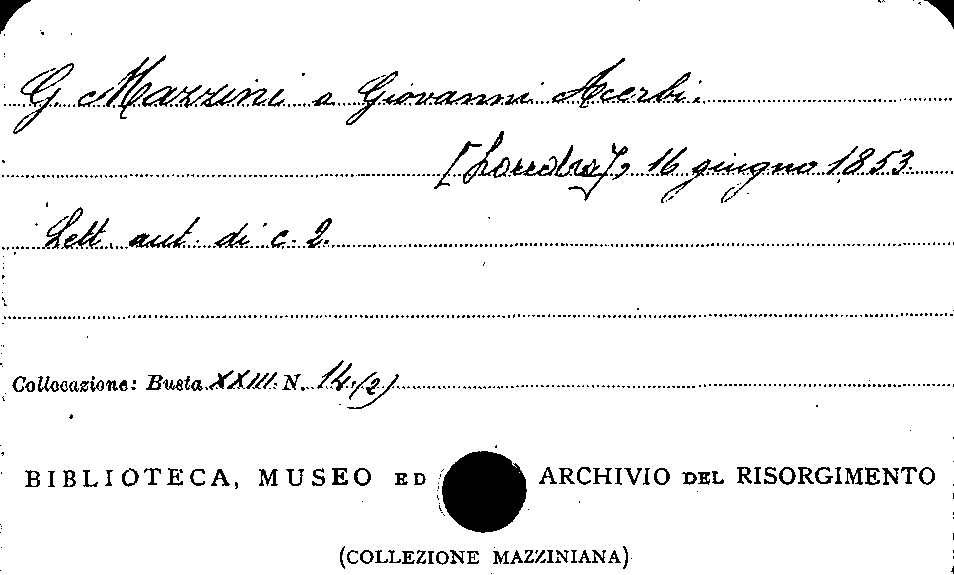 G. Mazzini a Giovanni Acerbi.
[Londra], 16 giugno 1853.
Lett. aut. di c. 2.
Collocazione: Busta XXIII. N. 14.(2)
BIBLIOTECA, MUSEO ED ARCHIVIO DEL RISORGIMENTO
(COLLEZIONE MAZZINIANA)